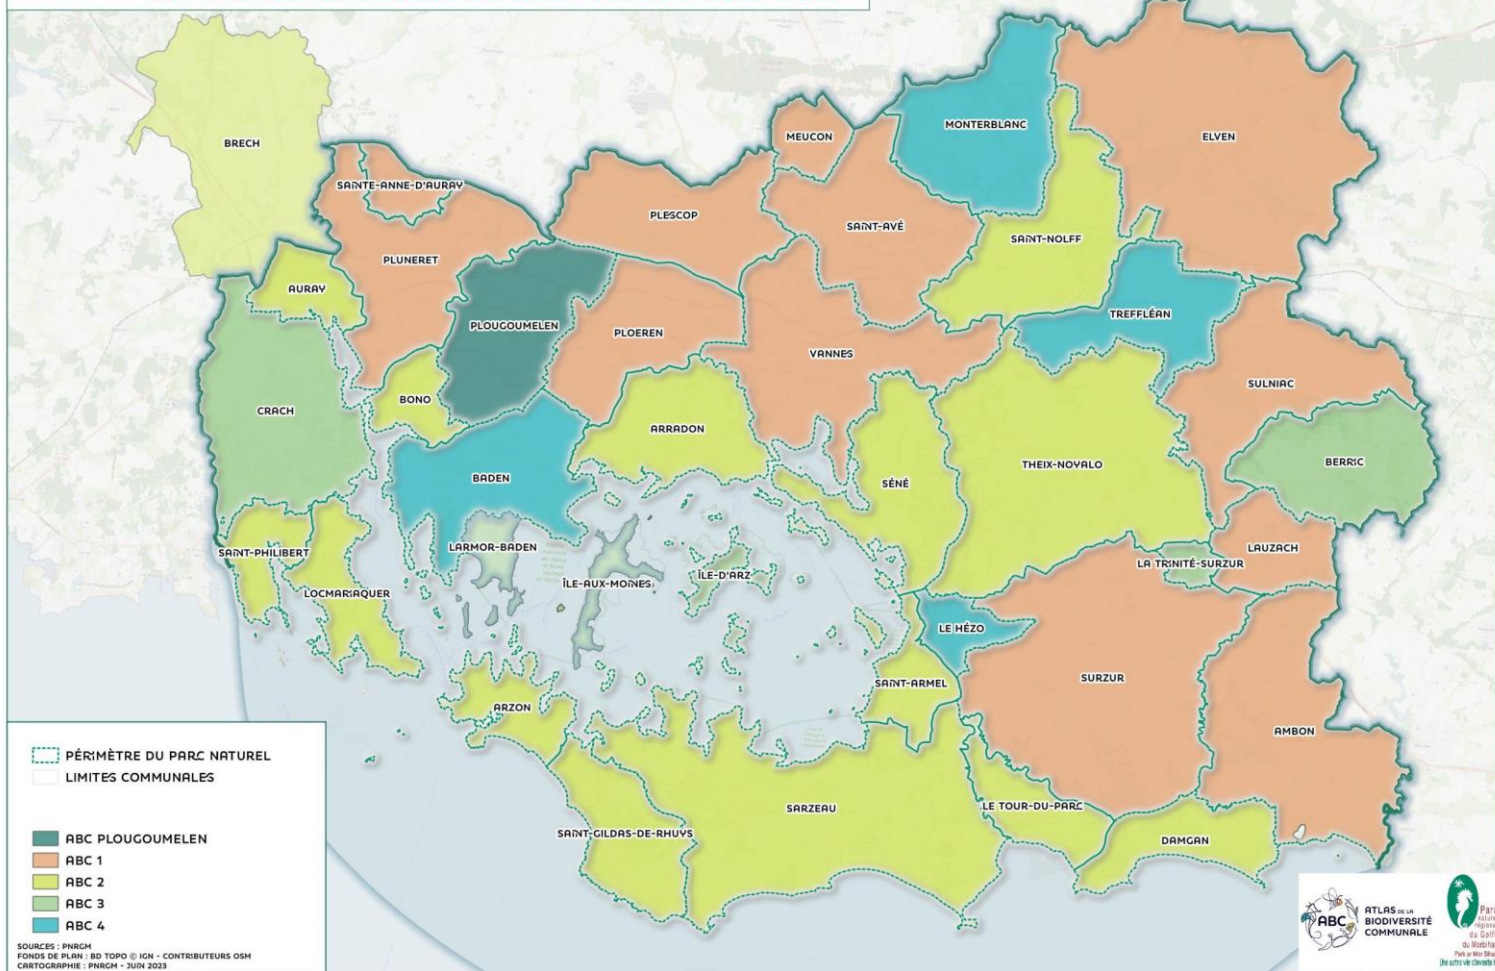 MONTERBLANC
MEUCON
ELVEN
BRECH
SAINTE-ANNE-D'AURAY
PLESCOP
SAINT-AVÉ
SAINT-NOLFF
PLUNERET
AURAY
PLOUGOUMELEN
PLOEREN
TREFFLÉAN
VANNES
SULNIAC
BONO
CRACH
ARRADON
BERRIC
THEIX-NOYALO
BADEN
SÉNÉ
LARMOR-BADEN
SAINT-PHILIBERT
LAUZACH
LA TRINITÉ-SURZUR
ÎLE-AUX-MOINES
ÎLE-D'ARZ
LOCMARIAQUER
LE HÉZO
SURZUR
SAINT-ARMEL
ARZON
AMBON
SARZEAU
LE TOUR-DU-PARC
SAINT-GILDAS-DE-RHUYS
DAMGAN
PÉRIMÈTRE DU PARC NATUREL
LIMITES COMMUNALES
ABC PLOUGOUMELEN
ABC 1
ABC 2
ABC 3
ABC 4
SOURCES : PNRGM
FONDS DE PLAN : BD TOPO © IGN - CONTRIBUTEURS OSM
CARTOGRAPHIE : PNRGM - JUIN 2023
ABC
ATLAS DE LA
BIODIVERSITÉ
COMMUNALE